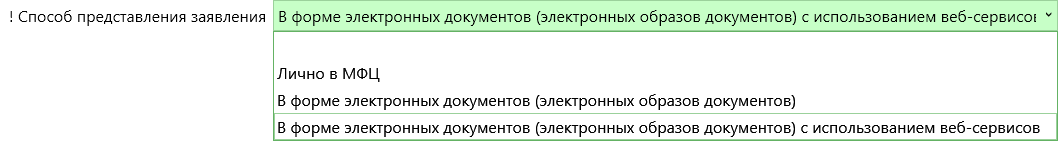 ! Способ представления заявления В форме электронных документов (электронных образов документов) с использованием веб-сервисов
Лично в МФЦ
В форме электронных документов (электронных образов документов)
В форме электронных документов (электронных образов документов) с использованием веб-сервисов